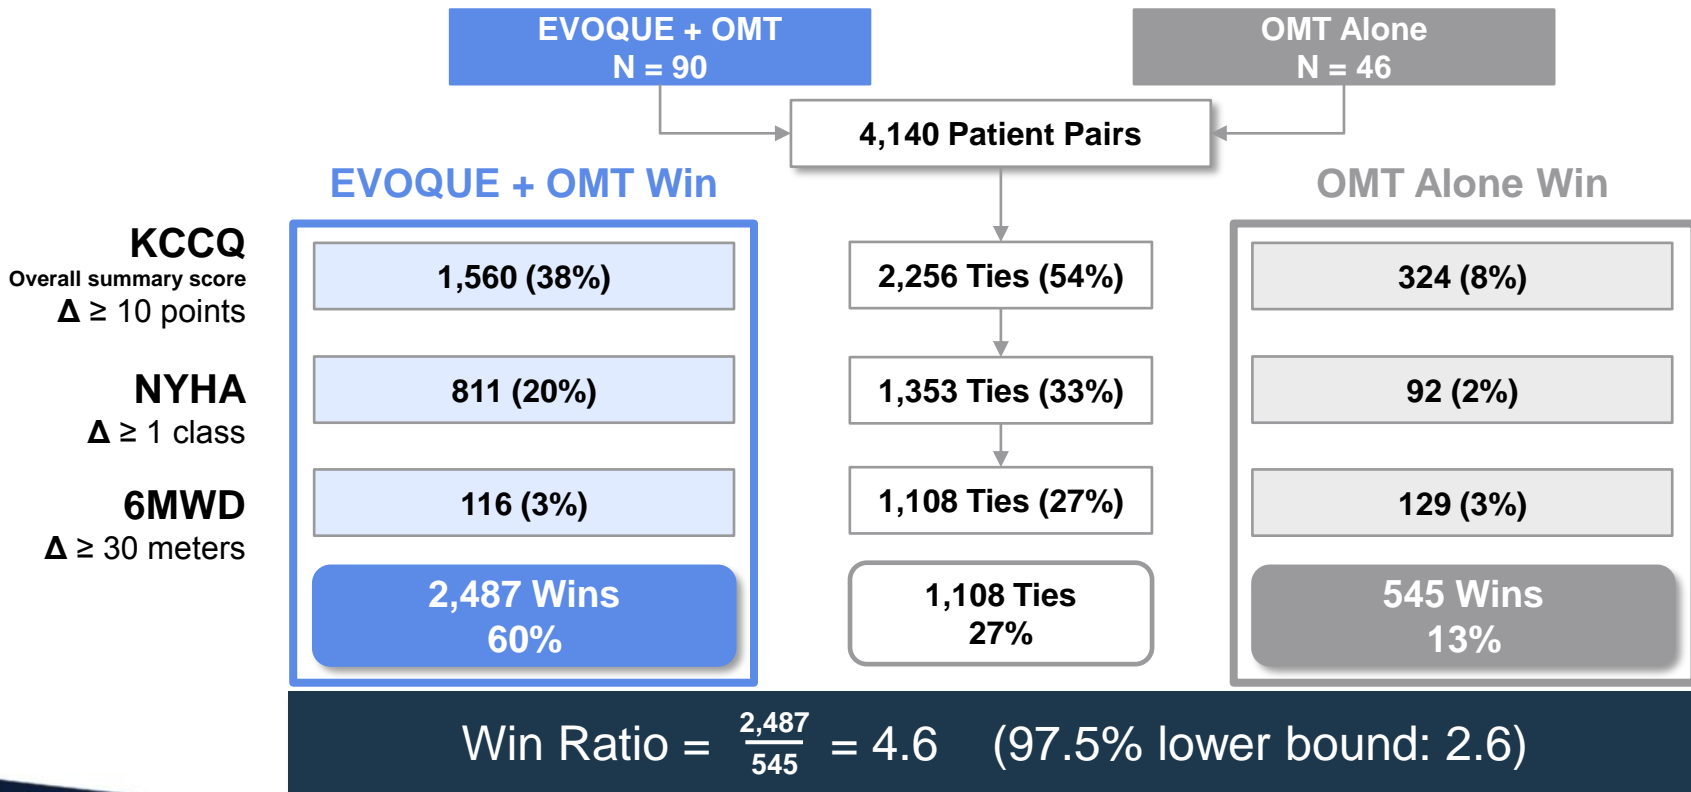 EVOQUE + OMT
N = 90
OMT Alone
N = 46
4,140 Patient Pairs
EVOQUE + OMT Win
OMT Alone Win
KCCQ
Overall summary score
Δ ≥ 10 points
1,560 (38%)
2,256 Ties (54%)
324 (8%)
NYHA
Δ ≥ 1 class
811 (20%)
1,353 Ties (33%)
92 (2%)
6MWD
Δ ≥ 30 meters
116 (3%)
1,108 Ties (27%)
129 (3%)
2,487 Wins
60%
1,108 Ties
27%
545 Wins
13%
Win Ratio = 2,487/545 = 4.6 (97.5% lower bound: 2.6)